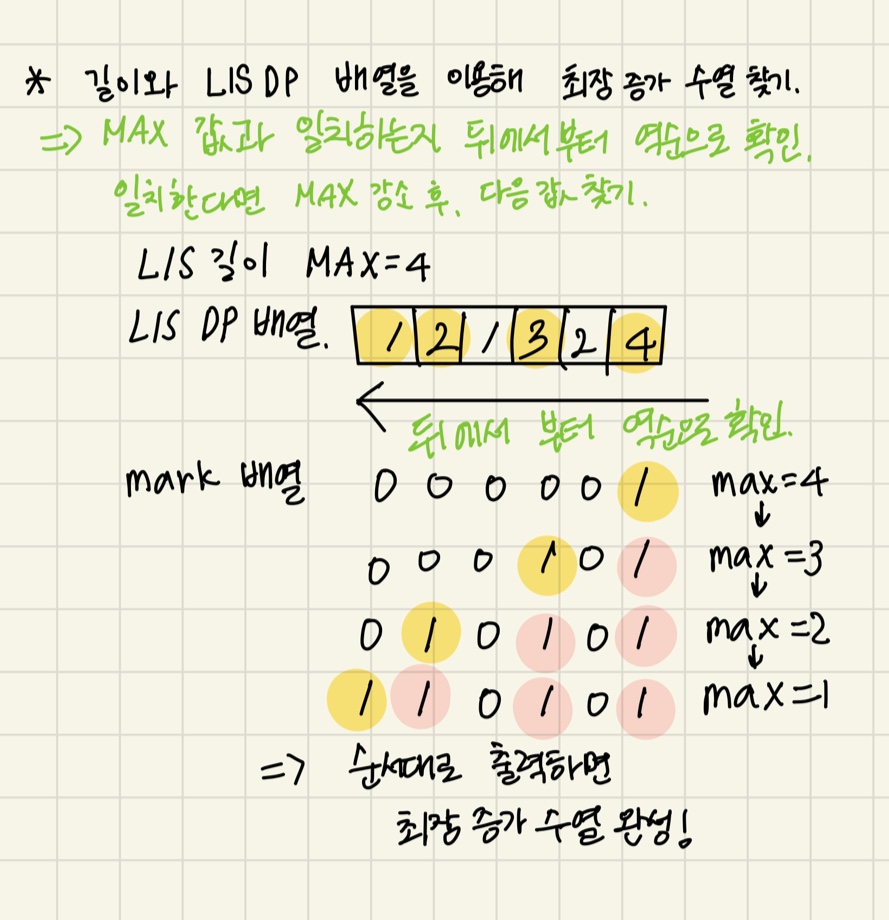 * 길이와 LIS DP 배열을 이용해 최장 증가 수열 찾기.
=> MAX 값과 일치하는지 뒤에서부터 역순으로 확인.
일치한다면 MAX 감소 후, 다음 값 찾기.
LIS 길이 MAX=4
LIS DP 배열. 1 2 1 3 2 4
뒤에서 부터 역순으로 확인.
mark 배열 0 0 0 0 0 1 max=4
0 0 0 1 0 1 max=3
0 1 0 1 0 1 max=2
1 1 0 1 0 1 max=1
=> 순서대로 출력하면
최장 증가 수열 완성!